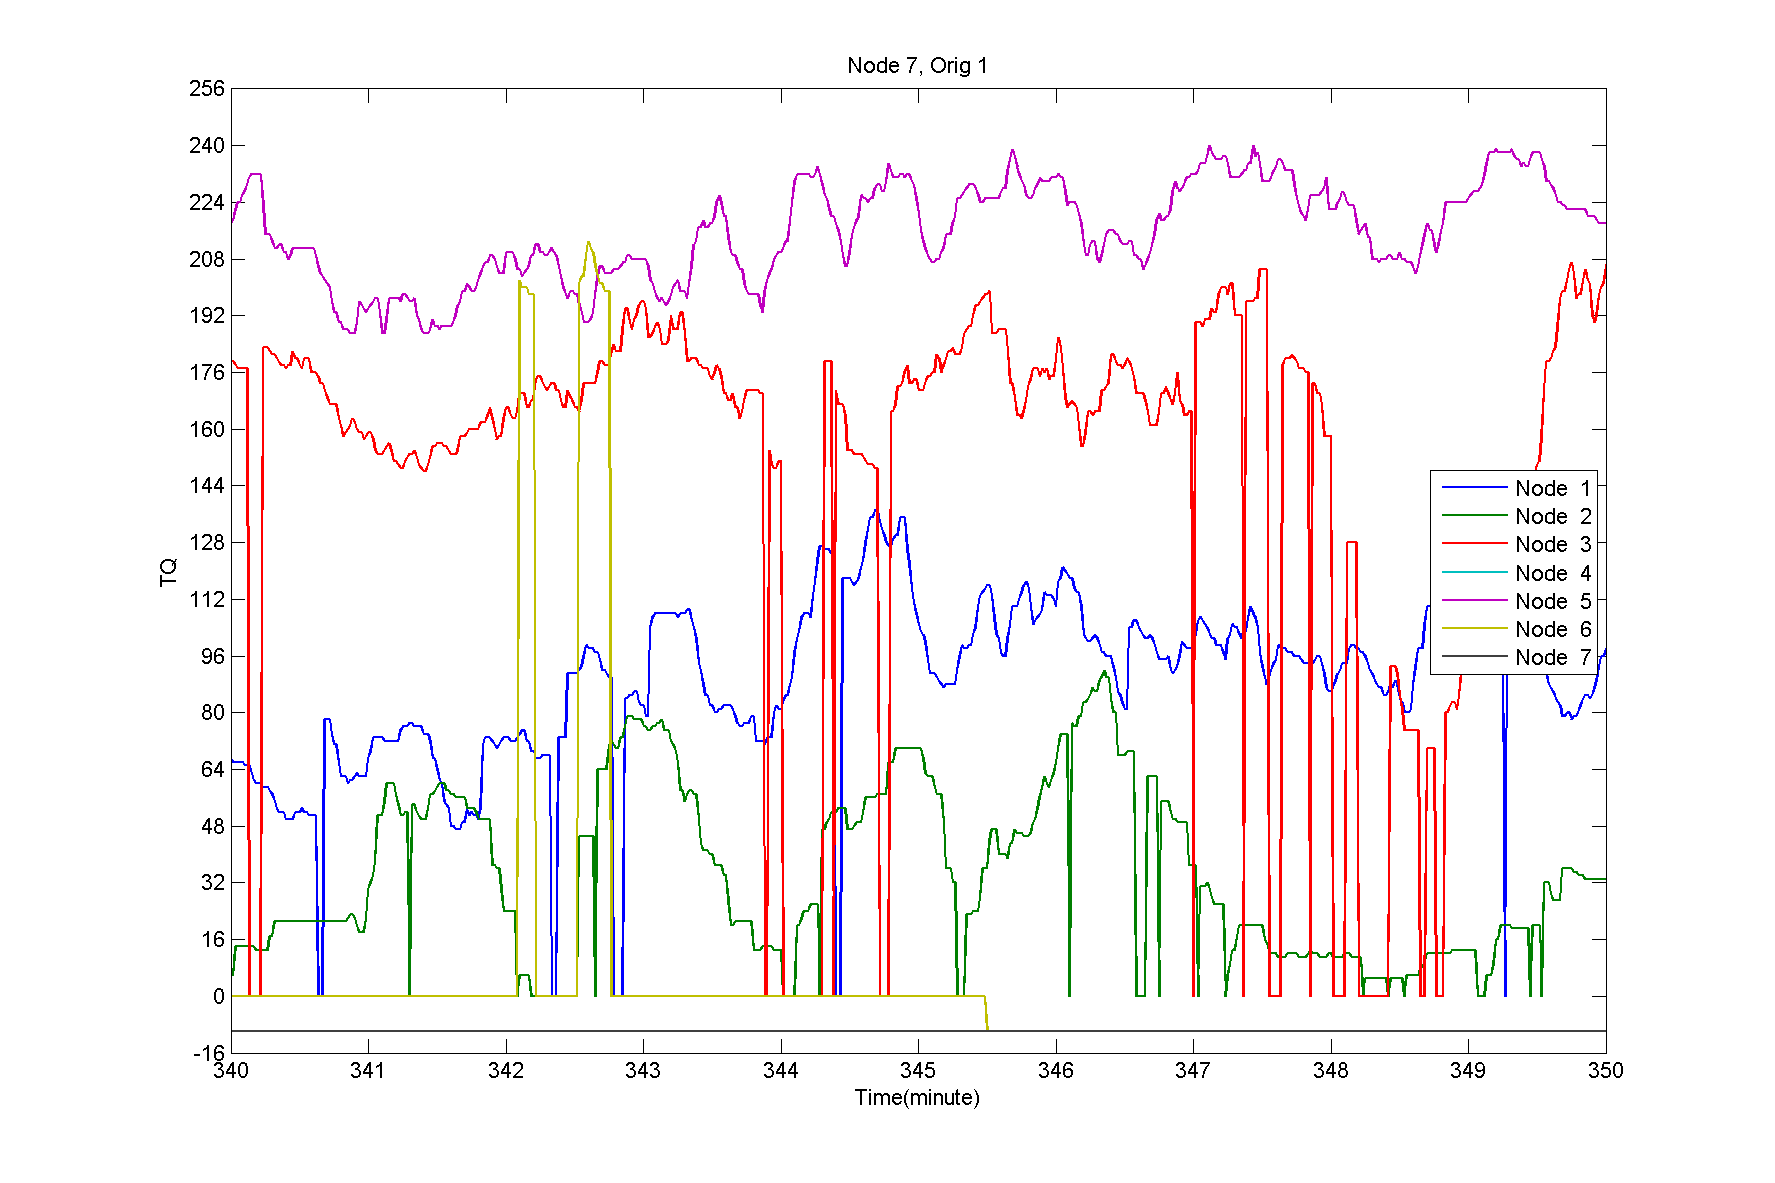 Node 7, Orig 1
256
240
224
208
192
176
160
144
128
112
96
80
64
48
32
16
0
-16
TQ
Node 1
Node 2
Node 3
Node 4
Node 5
Node 6
Node 7
340 341 342 343 344 345 346 347 348 349 350
Time(minute)